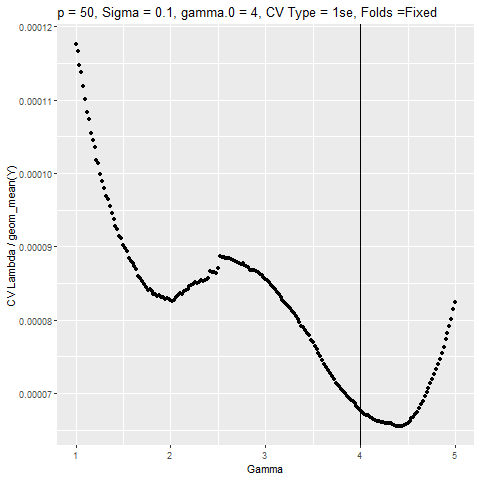 p = 50, Sigma = 0.1, gamma.0 = 4, CV Type = 1se, Folds =Fixed
CV Lambda / geom_mean(Y)
0.00012
0.00011
0.00010
0.00009
0.00008
0.00007
1 2 3 4 5
Gamma